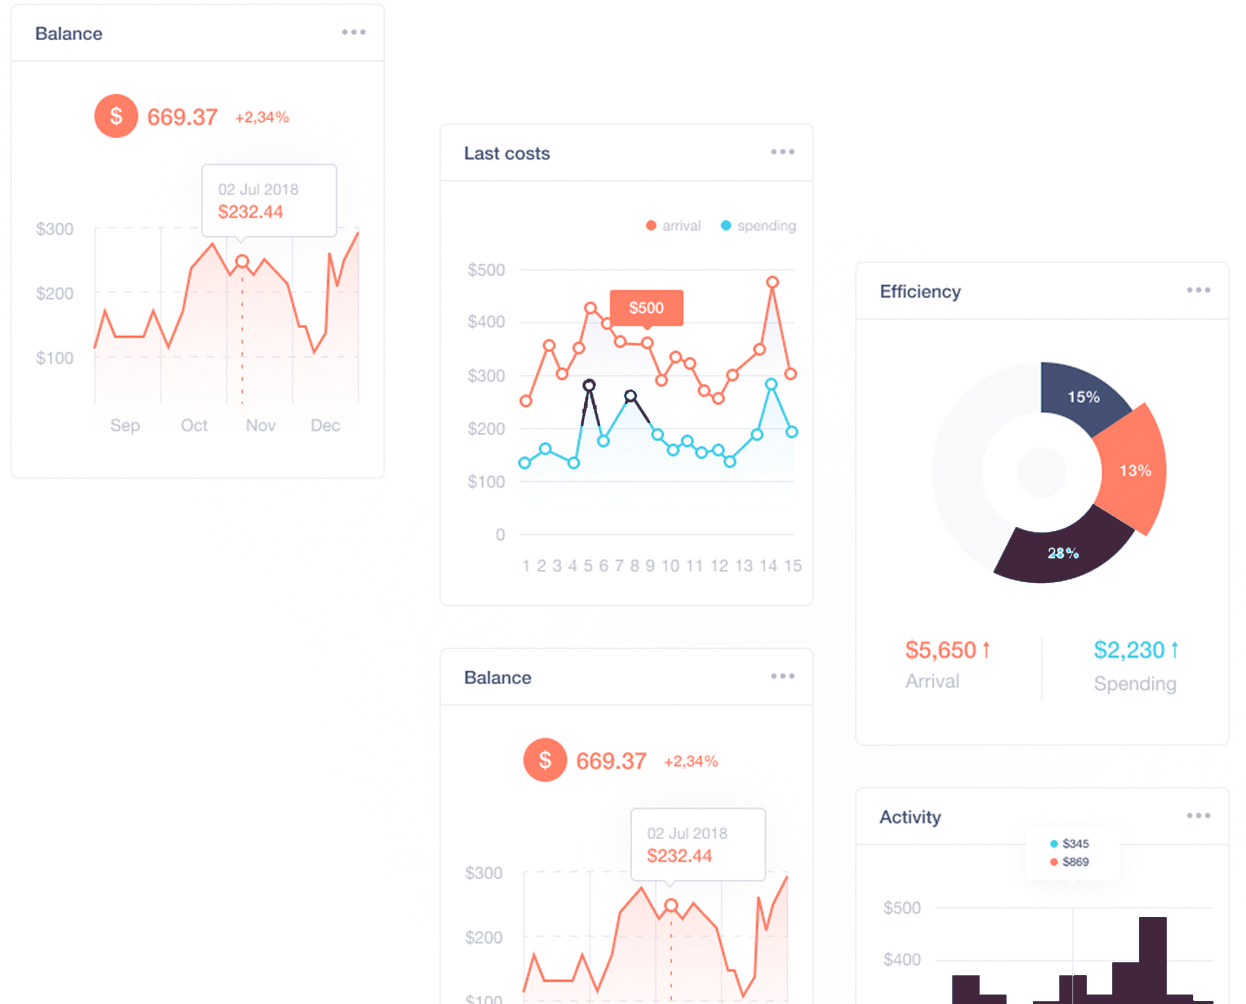 Balance
$ 669.37 +2,34%
02 Jul 2018
$232.44
$300
$200
$100
Sep Oct Nov Dec
Last costs
arrival spending
$500
$500
$400
$300
$200
$100
0
1 2 3 4 5 6 7 8 9 10 11 12 13 14 15
Balance
$ 669.37 +2,34%
02 Jul 2018
$232.44
$300
$200
$100
Efficiency
15%
13%
28%
$5,650 ↑ $2,230 ↑
Arrival Spending
Activity
$345
$869
$500
$400